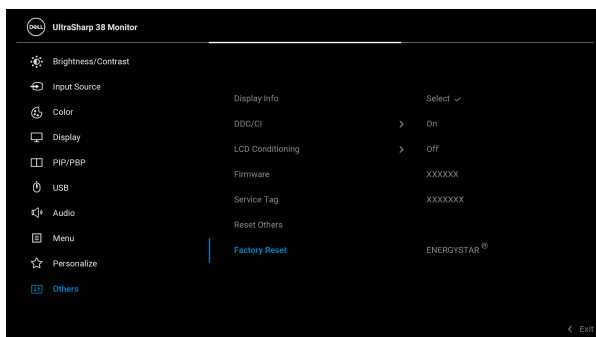 DELL UltraSharp 38 Monitor
Brightness/Contrast
Input Source
Display Info Select ✓
Color
DDC/CI > On
Display
LCD Conditioning > Off
PIP/PBP
Firmware XXXXXX
USB
Service Tag XXXXXXX
Audio
Reset Others
Menu
Factory Reset ENERGYSTAR ®
Personalize
Others
< Exit